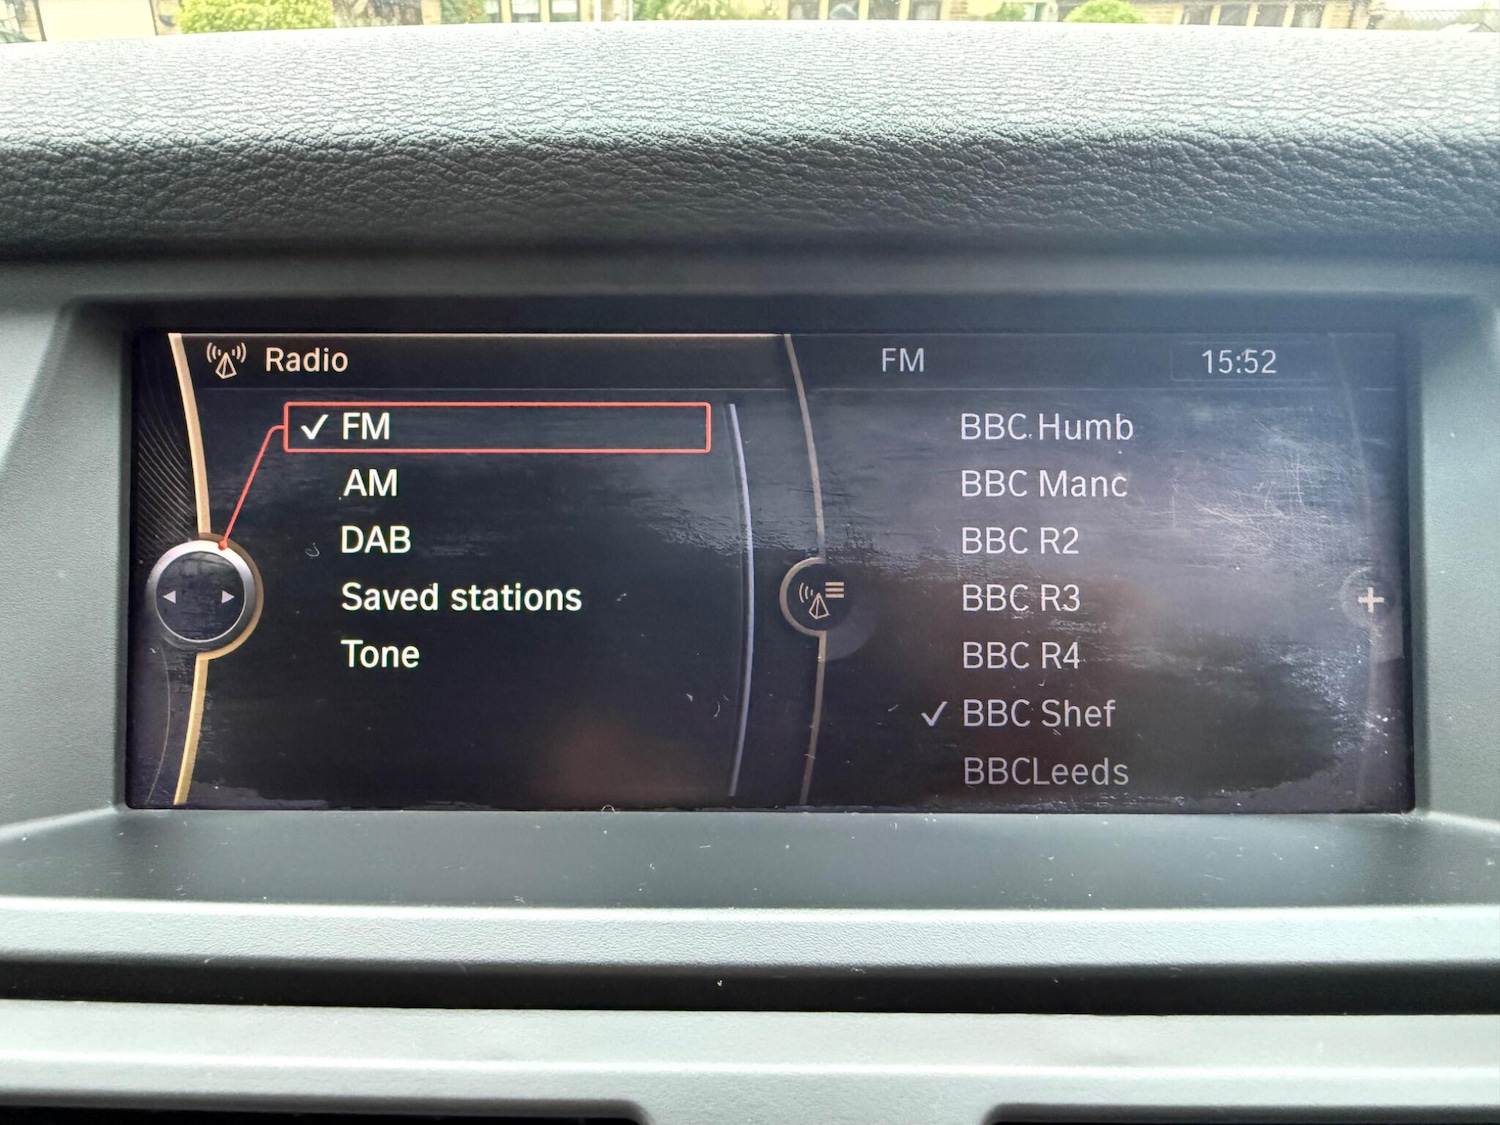 Radio
FM
AM
DAB
Saved stations
Tone
FM 15:52
BBC Humb
BBC Manc
BBC R2
BBC R3
BBC R4
BBC Shef
BBCLeeds